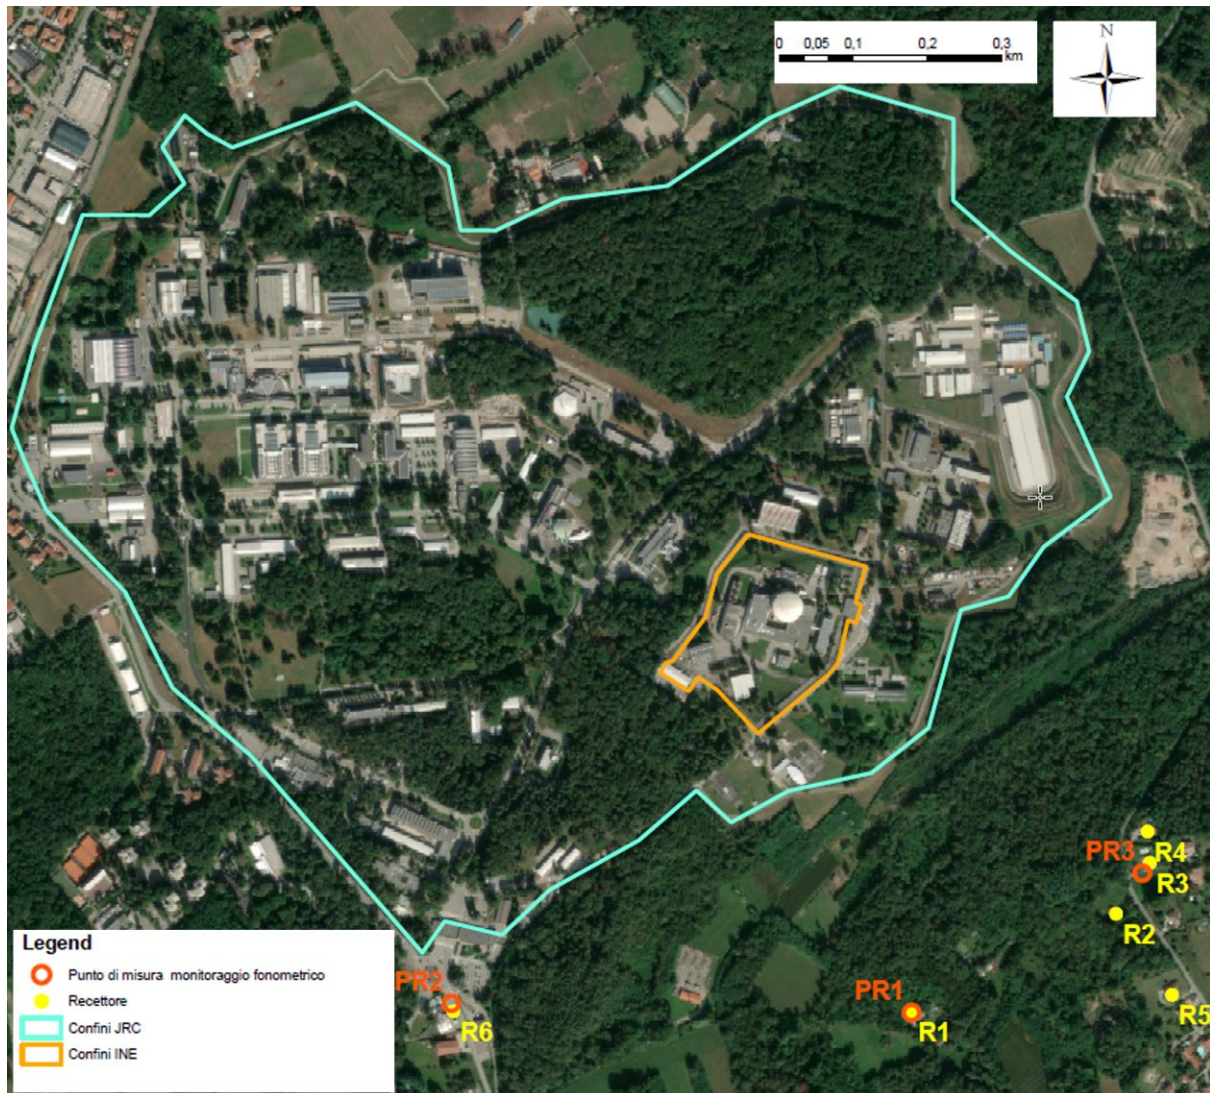 0 0,05 0,1 0,2 0,3
km
N
PR3
R4
R3
R2
PR2
R6
PR1
R1
R5
Legend
Punto di misura monitoraggio fonometrico
Recettore
Confini JRC
Confini INE